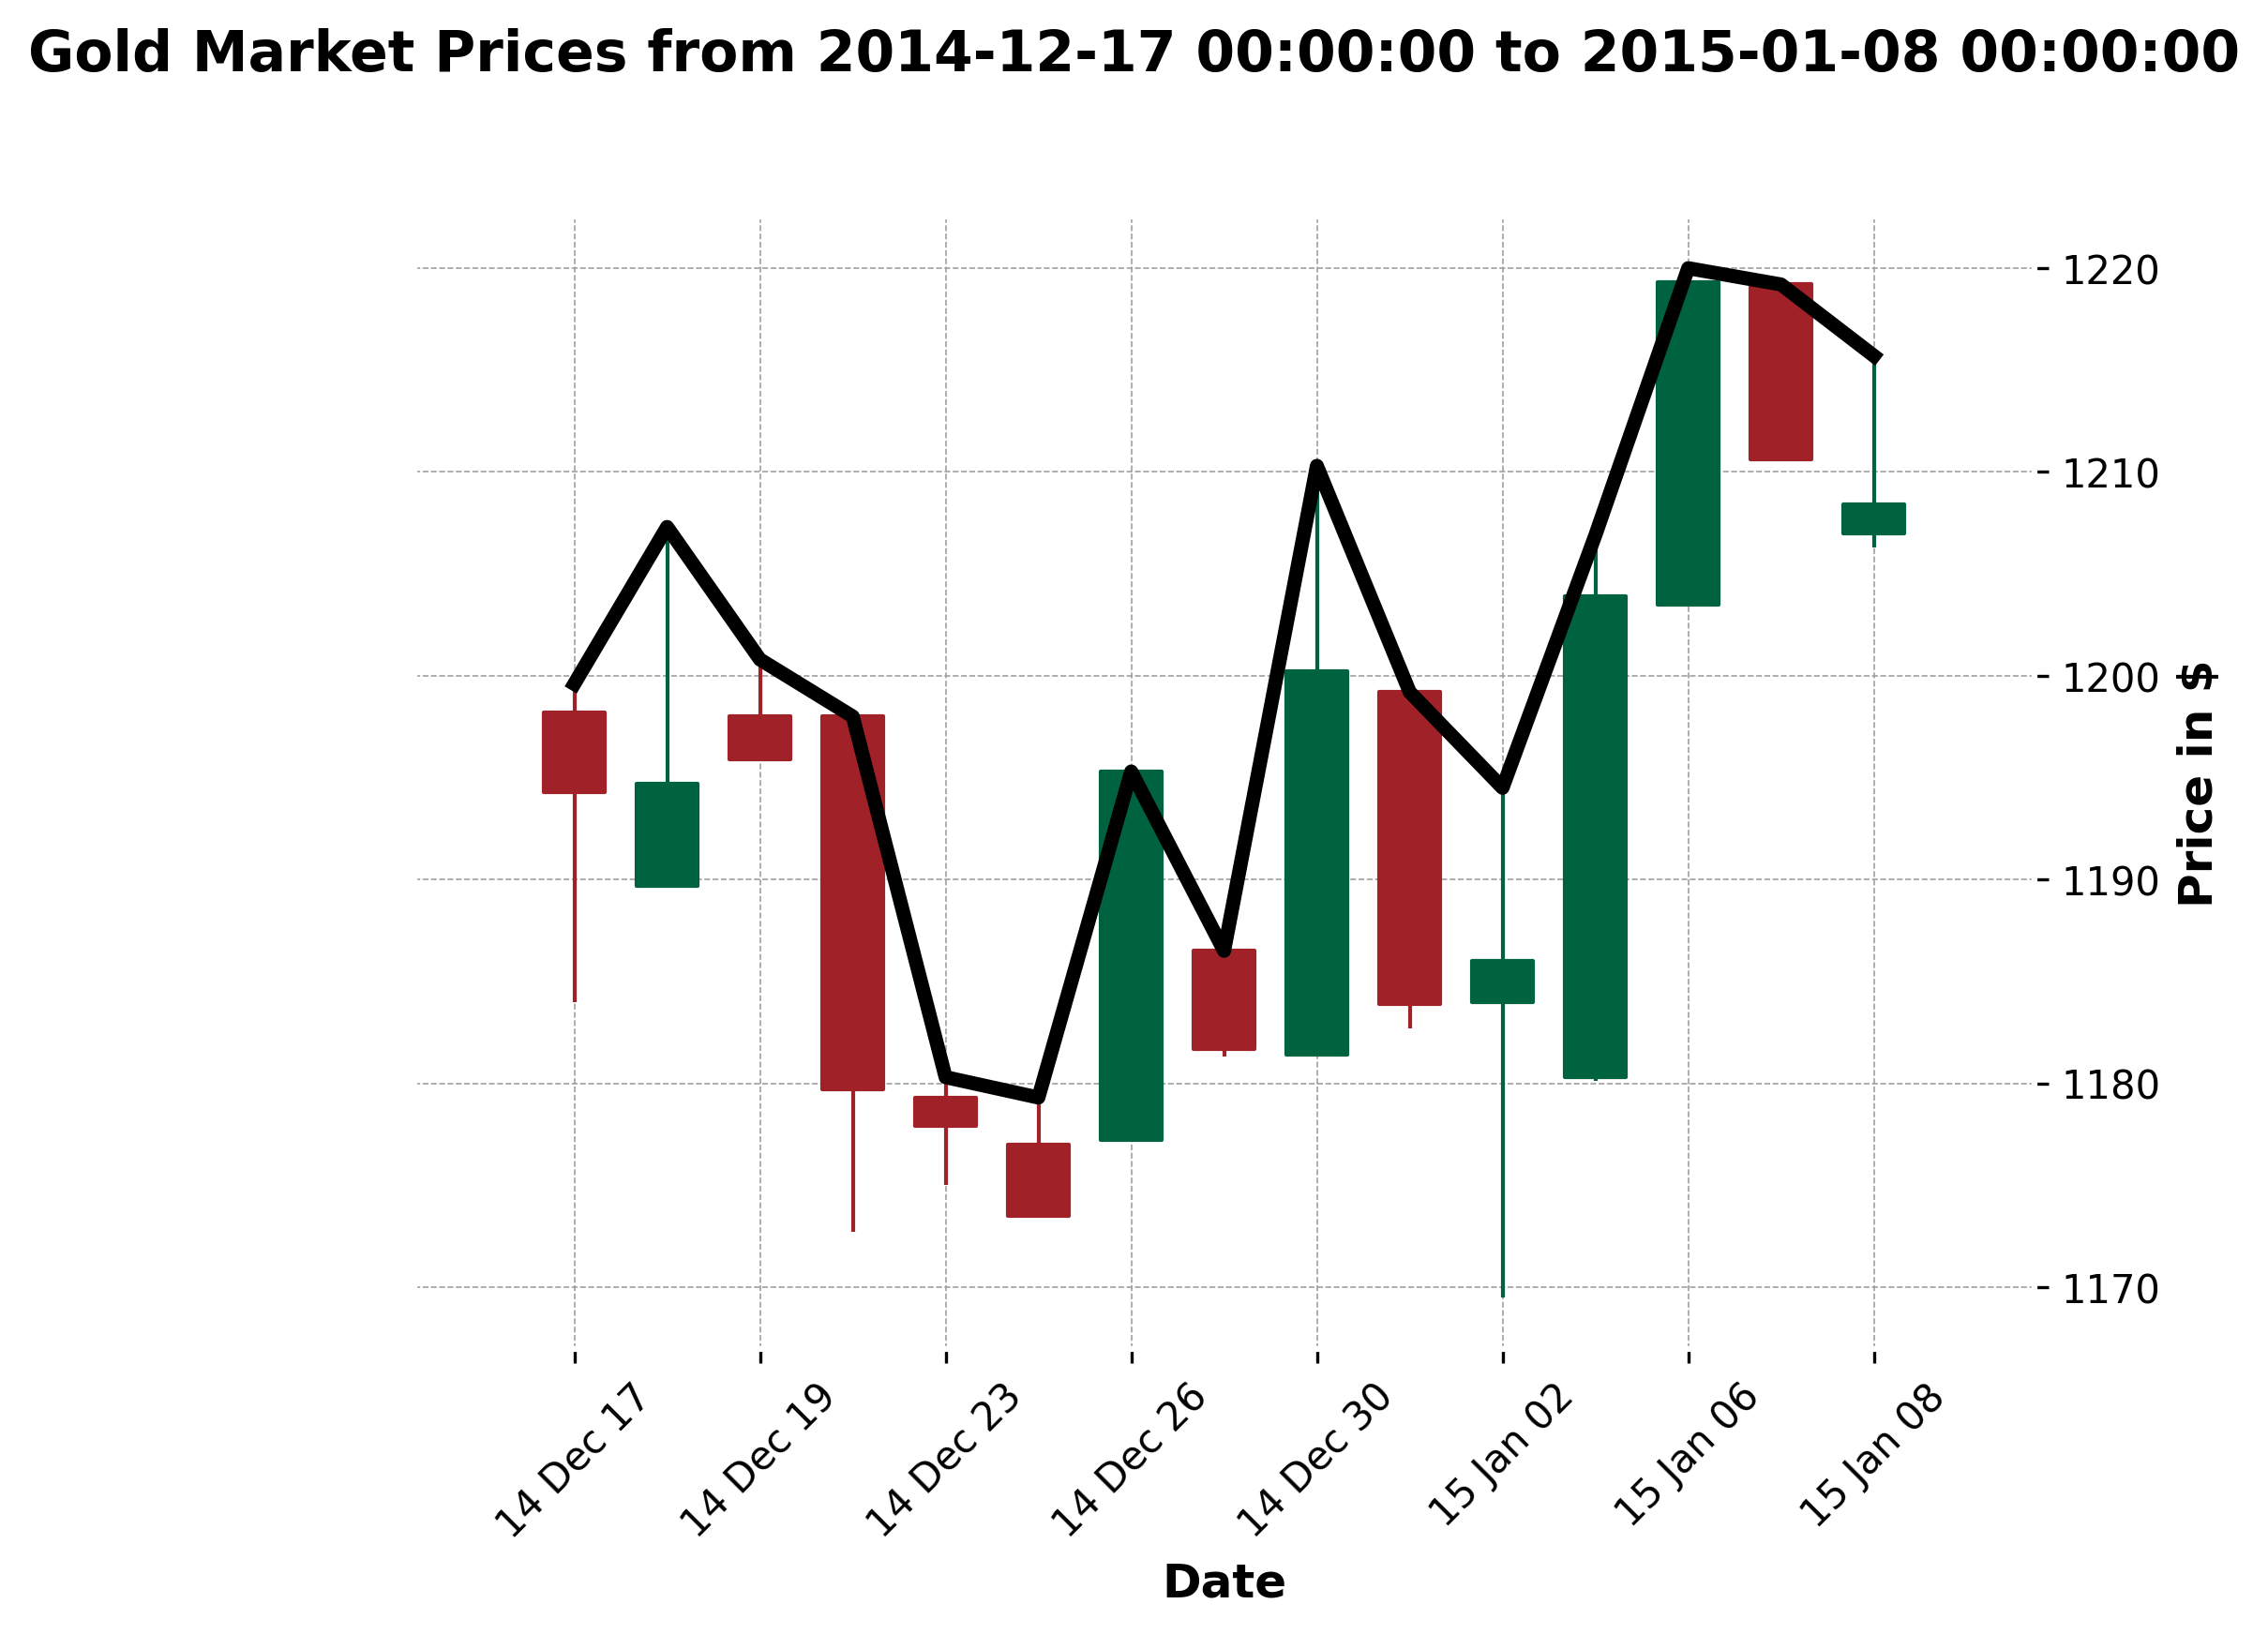 Gold Market Prices from 2014-12-17 00:00:00 to 2015-01-08 00:00:00
1220
1210
1200
1190
1180
1170
Price in $
14 Dec 17
14 Dec 19
14 Dec 23
14 Dec 26
14 Dec 30
15 Jan 02
15 Jan 06
15 Jan 08
Date